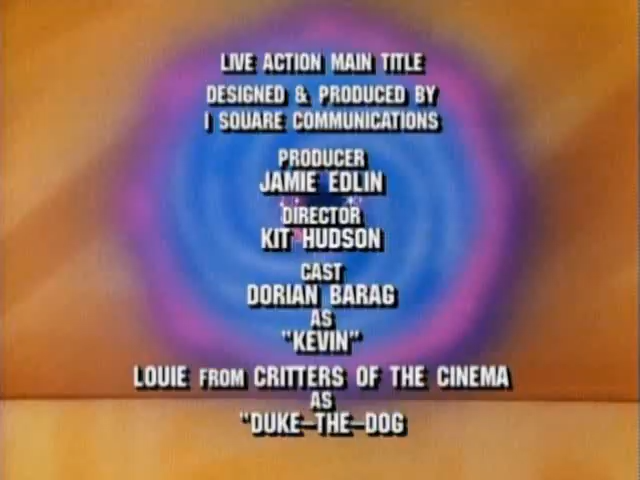 LIVE ACTION MAIN TITLE
DESIGNED & PRODUCED BY
I SQUARE COMMUNICATIONS
PRODUCER
JAMIE EDLIN
DIRECTOR
KIT HUDSON
CAST
DORIAN BARAG
AS
"KEVIN"
LOUIE FROM CRITTERS OF THE CINEMA
AS
"DUKE-THE-DOG